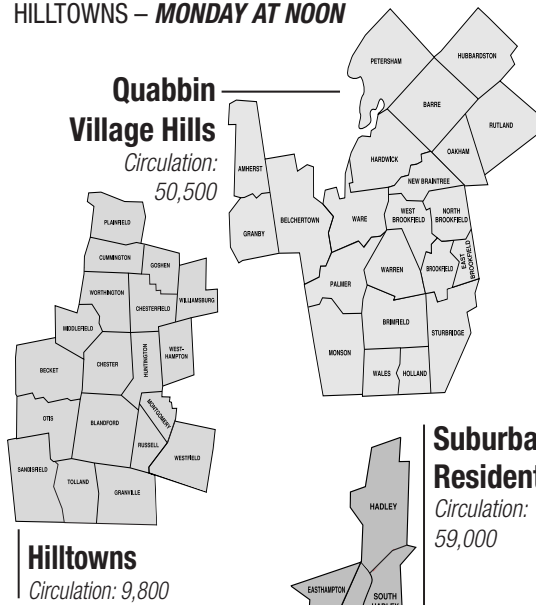 HILLTOWNS – MONDAY AT NOON
Quabbin
Village Hills
Circulation:
50,500
PETERSHAM
HUBBARDSTON
BARRE
RUTLAND
OAKHAM
HARDWICK
NEW BRAINTREE
AMHERST
BELCHERTOWN
GRANBY
WARE
WEST
BROOKFIELD
NORTH
BROOKFIELD
EAST
BROOKFIELD
BROOKFIELD
WARREN
PALMER
BRIMFIELD
STURBRIDGE
MONSON
WALES
HOLLAND
PLAINFIELD
CUMMINGTON
GOSHEN
WORTHINGTON
CHESTERFIELD
WILLIAMSBURG
MIDDLEFIELD
HUNTINGTON
WEST-
HAMPTON
BECKET
CHESTER
MONTGOMERY
OTIS
BLANDFORD
RUSSELL
WESTFIELD
SANDISFIELD
TOLLAND
GRANVILLE
Hilltowns
Circulation: 9,800
Suburba
Resident
Circulation:
59,000
HADLEY
EASTHAMPTON
SOUTH
HADLEY